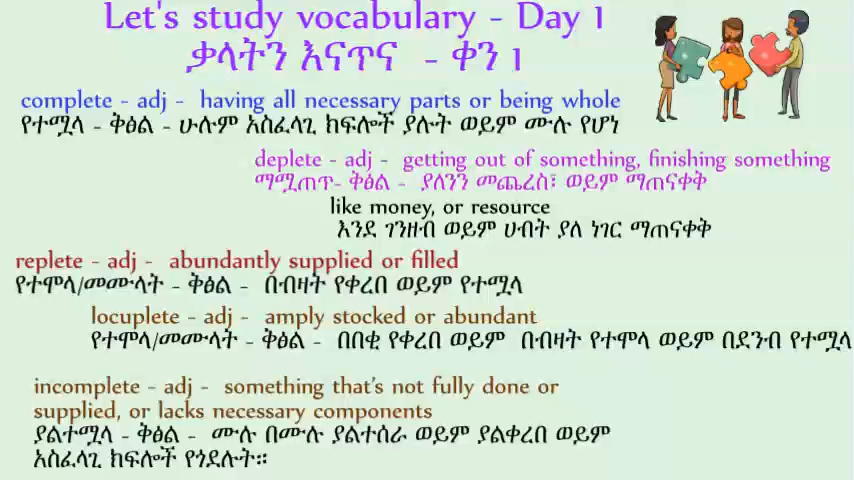 Let's study vocabulary - Day 1
ቃላትን እናጥና - ቀን 1
complete - adj - having all necessary parts or being whole
የተሟላ - ቅፅል - ሁሉም አስፈላጊ ክፍሎች ያሉት ወይም ሙሉ የሆነ
deplete - adj - getting out of something, finishing something
ማሟጠጥ- ቅፅል - ያለንን መጨረስ፣ ወይም ማጠናቀቅ
like money, or resource
እንደ ገንዘብ ወይም ሀብት ያለ ነገር ማጠናቀቅ
replete - adj - abundantly supplied or filled
የተሞላ/መሙላት - ቅፅል - በብዛት የቀረበ ወይም የተሟላ
locuplete - adj - amply stocked or abundant
የተሞላ/መሙላት - ቅፅል - በበቂ የቀረበ ወይም በብዛት የተሞላ ወይም በደንብ የተሟላ
incomplete - adj - something that's not fully done or
supplied, or lacks necessary components
ያልተሟላ - ቅፅል - ሙሉ በሙሉ ያልተሰራ ወይም ያልቀረበ ወይም
አስፈላጊ ክፍሎች የጎደሉት።